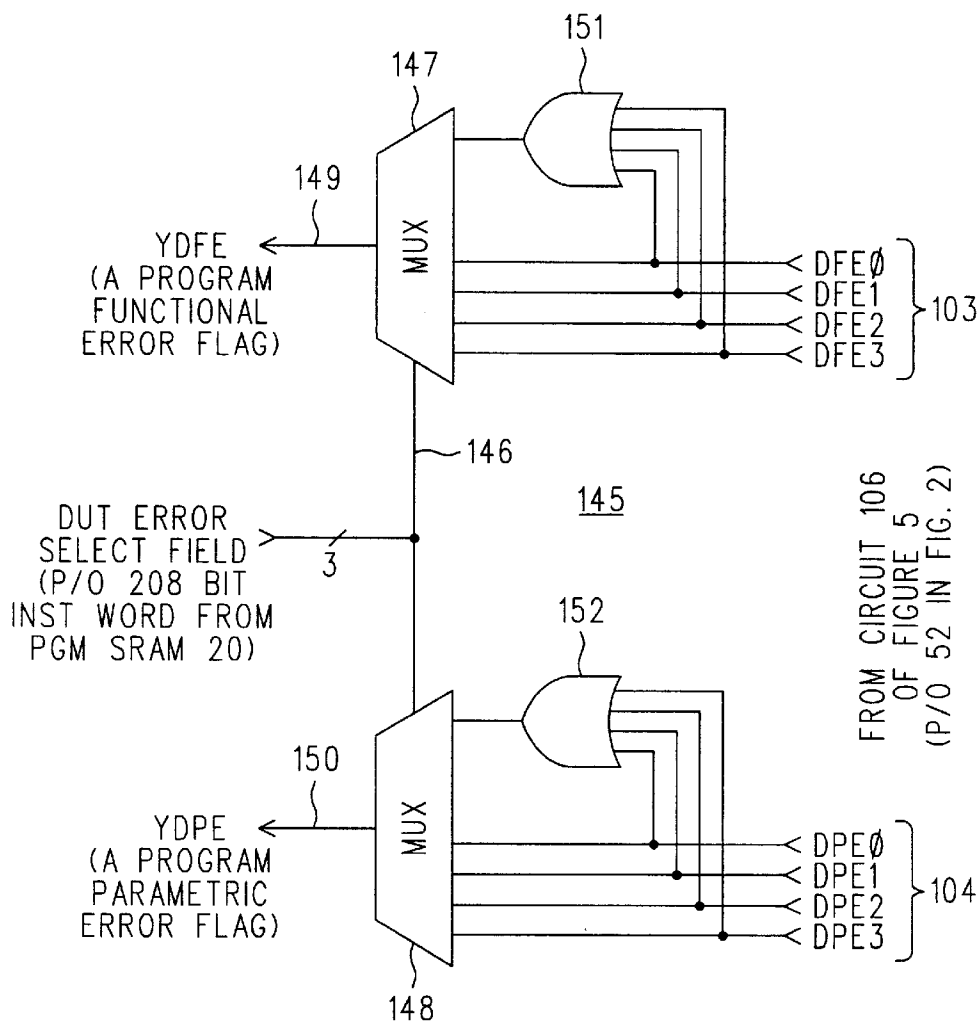 151
147
149
MUX
YDFE
(A PROGRAM
FUNCTIONAL
ERROR FLAG)
DFEØ
DFE1
DFE2
DFE3
103
146
145
DUT ERROR
SELECT FIELD
(P/O 208 BIT
INST WORD FROM
PGM SRAM 20)
3
FROM CIRCUIT 106
OF FIGURE 5
(P/O 52 IN FIG. 2)
152
150
MUX
YDPE
(A PROGRAM
PARAMETRIC
ERROR FLAG)
DPEØ
DPE1
DPE2
DPE3
104
148